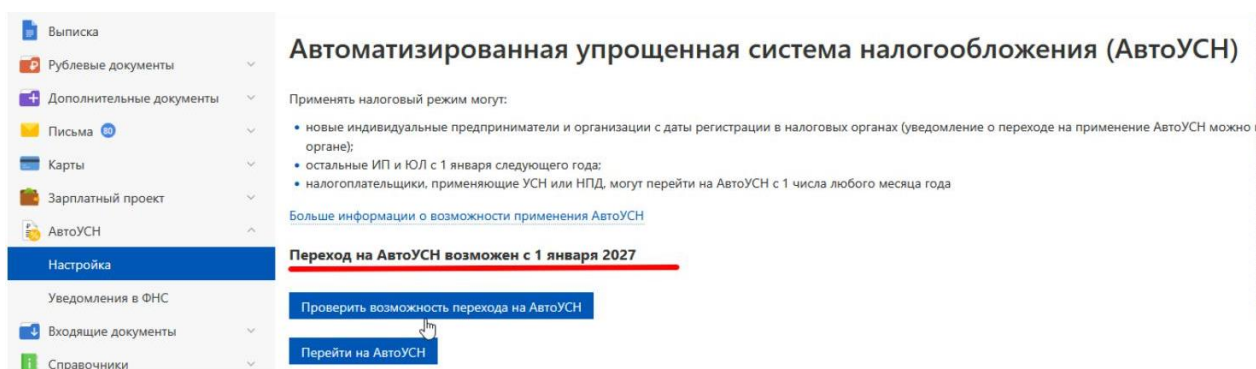 Выписка
Рублевые документы
Дополнительные документы
Письма 80
Карты
Зарплатный проект
АвтоУСН
Настройка
Уведомления в ФНС
Входящие документы
Справочники
Автоматизированная упрощенная система налогообложения (АвтоУСН)
Применять налоговый режим могут:
• новые индивидуальные предприниматели и организации с даты регистрации в налоговых органах (уведомление о переходе на применение АвтоУСН можно
органе);
• остальные ИП и ЮЛ с 1 января следующего года;
• налогоплательщики, применяющие УСН или НПД, могут перейти на АвтоУСН с 1 числа любого месяца года
Больше информации о возможности применения АвтоУСН
Переход на АвтоУСН возможен с 1 января 2027
Проверить возможность перехода на АвтоУСН
Перейти на АвтоУСН